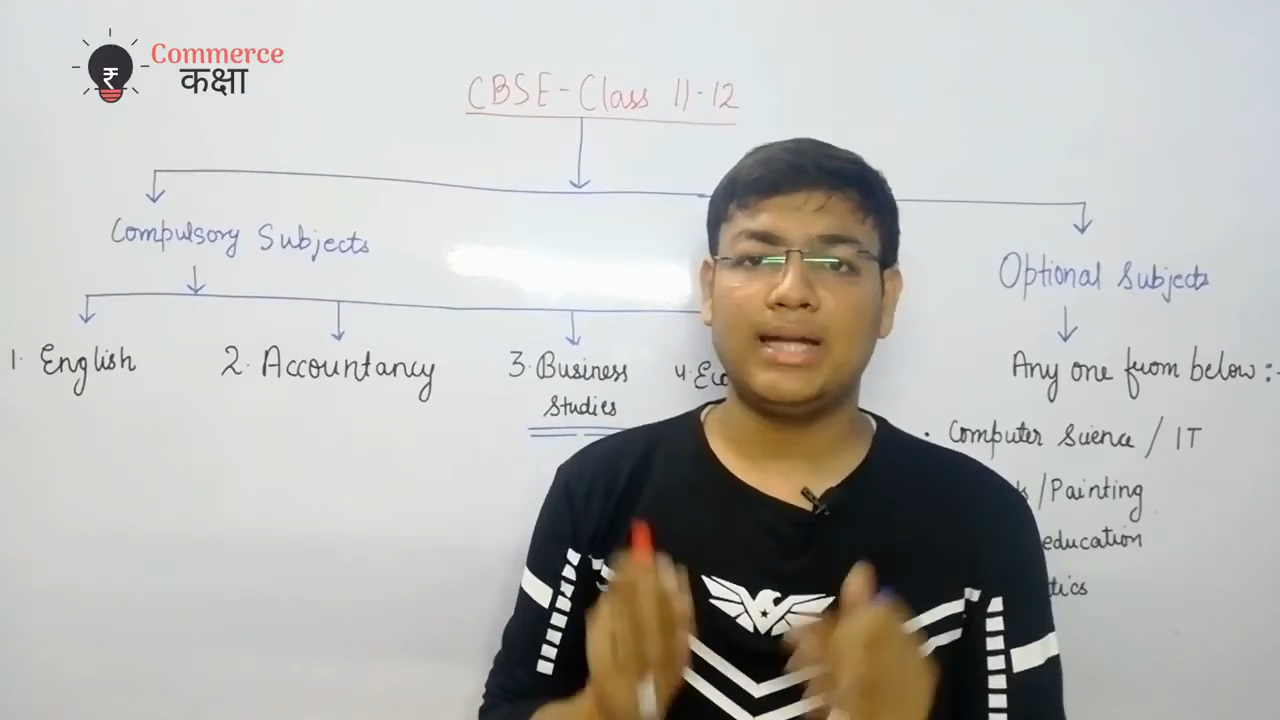 Commerce
कक्षा
CBSE-Class 11-12
Compulsory Subjects
Optional Subjects
1. English
2. Accountancy
3. Business
Studies
4.
Any one from below :-
• Computer Science / IT
/Painting
education